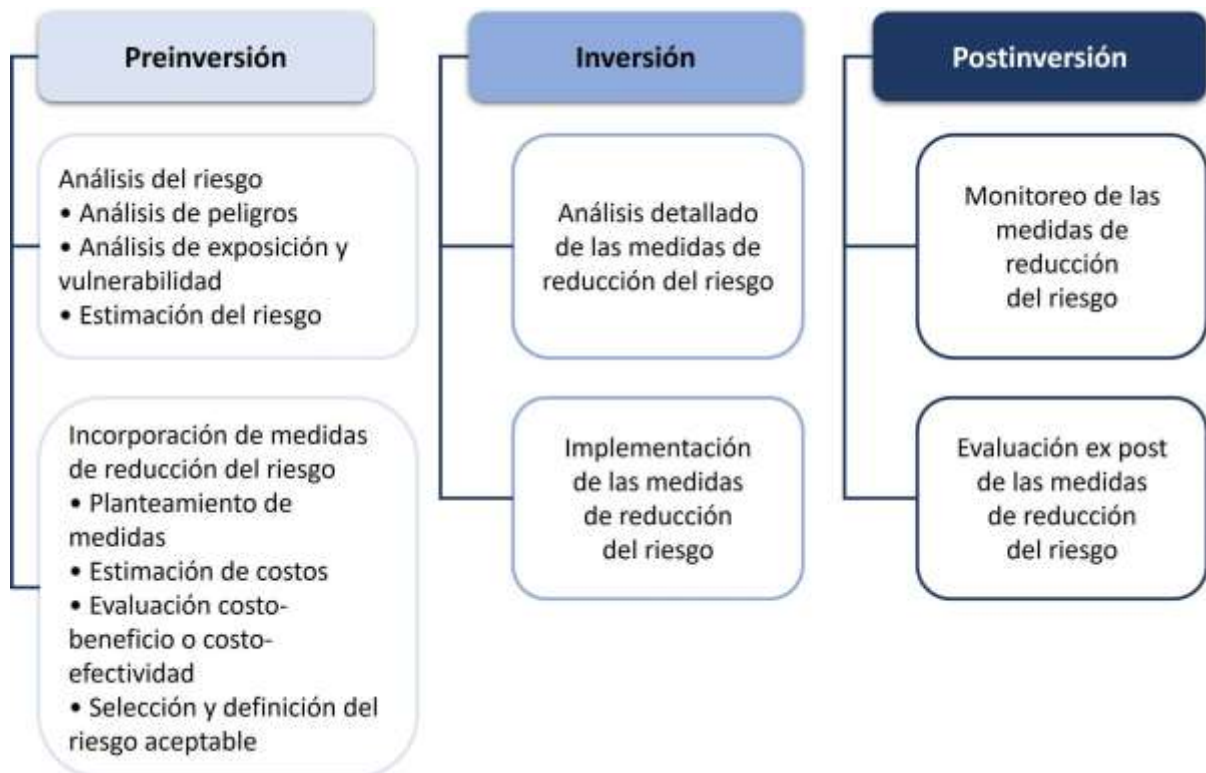 Preinversión
Análisis del riesgo
• Análisis de peligros
• Análisis de exposición y
vulnerabilidad
• Estimación del riesgo
Incorporación de medidas
de reducción del riesgo
• Planteamiento de
medidas
• Estimación de costos
• Evaluación costo-
beneficio o costo-
efectividad
• Selección y definición del
riesgo aceptable
Inversión
Análisis detallado
de las medidas de
reducción del riesgo
Implementación
de las medidas
de reducción
del riesgo
Postinversión
Monitoreo de las
medidas de
reducción
del riesgo
Evaluación ex post
de las medidas
de reducción
del riesgo